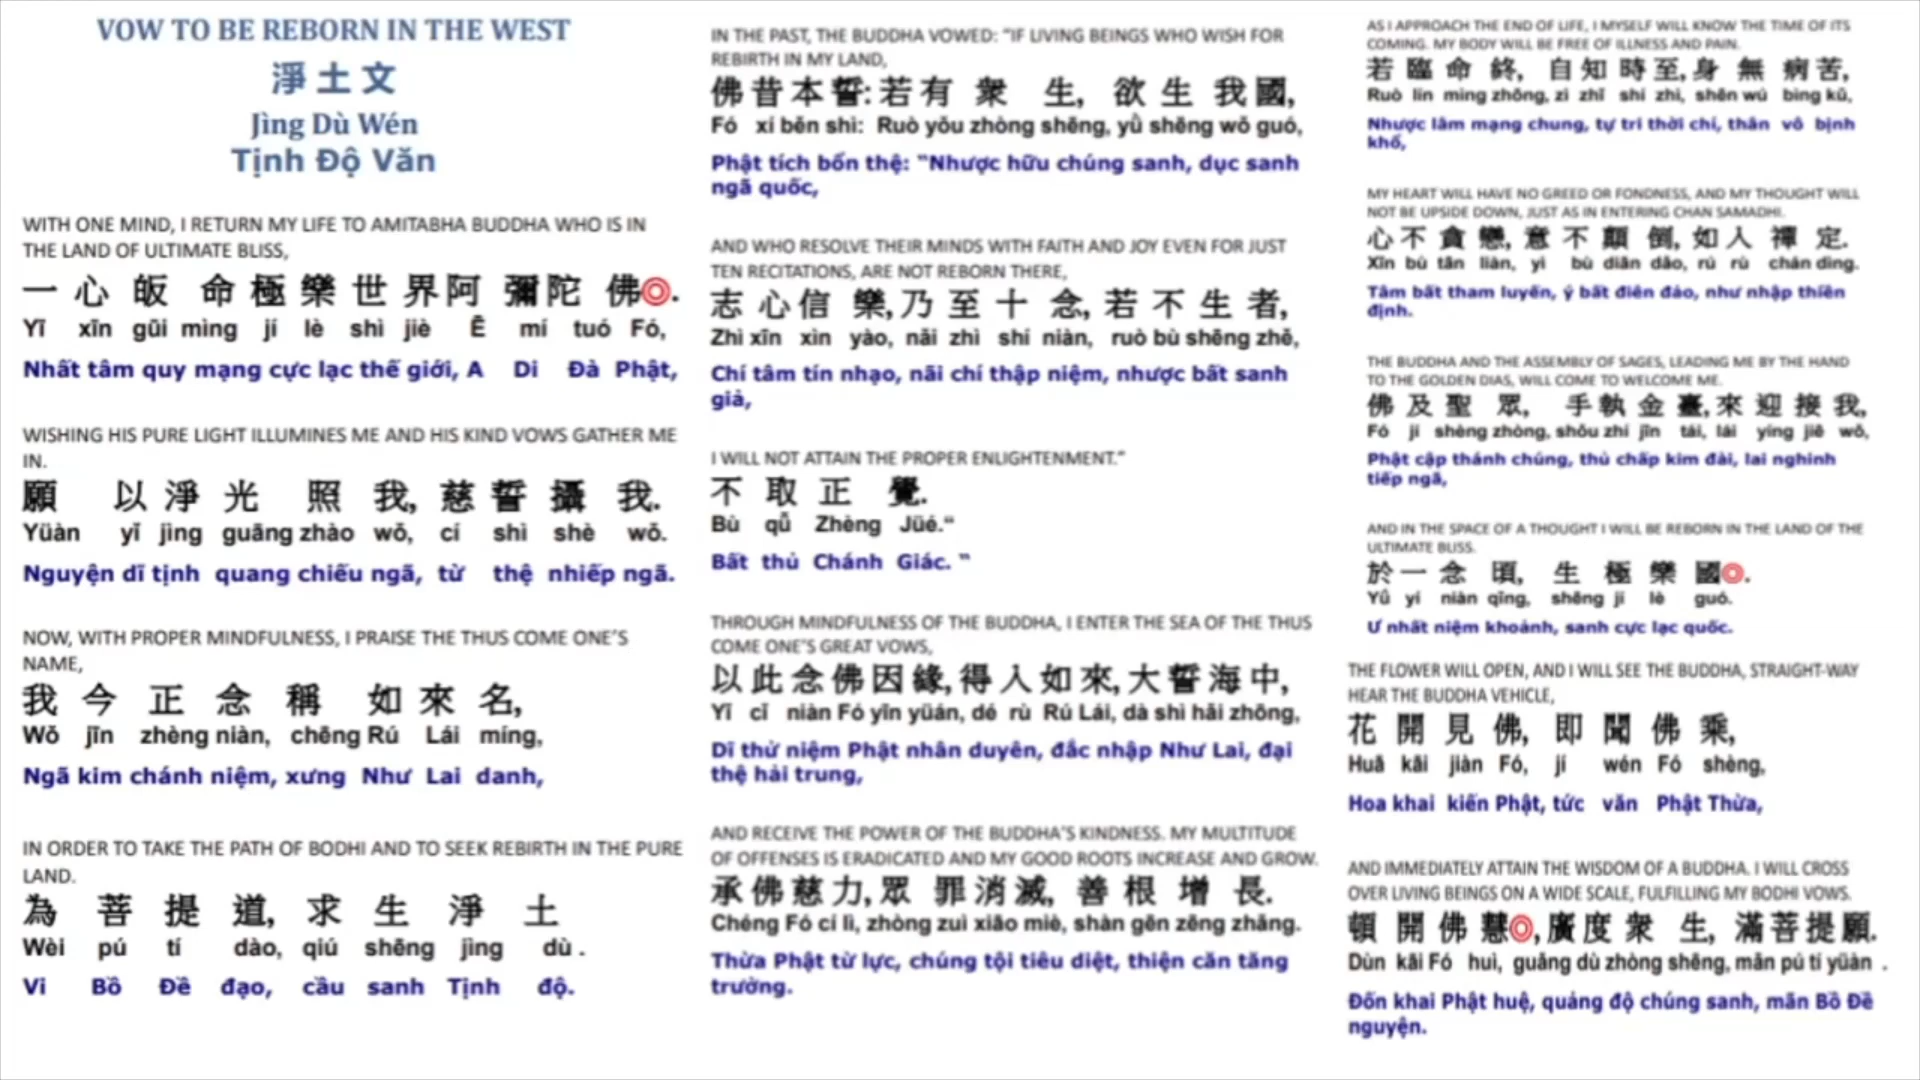 VOW TO BE REBORN IN THE WEST
淨土文
Jìng Dù Wén
Tịnh Độ Văn
WITH ONE MIND, I RETURN MY LIFE TO AMITABHA BUDDHA WHO IS IN
THE LAND OF ULTIMATE BLISS,
一心皈命極樂世界阿彌陀佛◎.
Yī xīn gūi mìng jí lè shì jiè Ē mí tuó Fó,
Nhất tâm quy mạng cực lạc thế giới, A Di Đà Phật,
WISHING HIS PURE LIGHT ILLUMINES ME AND HIS KIND VOWS GATHER ME
IN.
願以淨光照我, 慈誓攝我.
Yüàn yǐ jìng guāng zhào wǒ, cí shì shè wǒ.
Nguyện dĩ tịnh quang chiếu ngã, từ thệ nhiếp ngã.
NOW, WITH PROPER MINDFULNESS, I PRAISE THE THUS COME ONE'S
NAME,
我今正念稱如來名,
Wǒ jīn zhèng niàn, chēng Rú Lái míng,
Ngã kim chánh niệm, xưng Như Lai danh,
IN ORDER TO TAKE THE PATH OF BODHI AND TO SEEK REBIRTH IN THE PURE
LAND.
為菩提道, 求生淨土
Wèi pú tí dào, qiú shēng jìng dù .
Vi Bồ Đề đạo, cầu sanh Tịnh độ.
IN THE PAST, THE BUDDHA VOWED: "IF LIVING BEINGS WHO WISH FOR
REBIRTH IN MY LAND,
佛昔本誓: 若有衆生, 欲生我國,
Fó xí běn shì: Ruò yǒu zhòng shēng, yǜ shēng wǒ guó,
Phật tích bổn thệ: "Nhược hữu chúng sanh, dục sanh
ngã quốc,
AND WHO RESOLVE THEIR MINDS WITH FAITH AND JOY EVEN FOR JUST
TEN RECITATIONS, ARE NOT REBORN THERE,
志心信樂, 乃至十念, 若不生者,
Zhì xīn xìn yào, nǎi zhì shí niàn, ruò bù shēng zhě,
Chí tâm tín nhạo, nãi chí thập niệm, nhược bất sanh
giả,
I WILL NOT ATTAIN THE PROPER ENLIGHTENMENT."
不取正覺.
Bù qǚ Zhèng Jüé."
Bất thủ Chánh Giác. "
THROUGH MINDFULNESS OF THE BUDDHA, I ENTER THE SEA OF THE THUS
COME ONE'S GREAT VOWS,
以此念佛因緣, 得入如來, 大誓海中,
Yǐ cǐ niàn Fó yīn yüán, dé rù Rú Lái, dà shì hǎi zhōng,
Dĩ thử niệm Phật nhân duyên, đắc nhập Như Lai, đại
thệ hải trung,
AND RECEIVE THE POWER OF THE BUDDHA'S KINDNESS. MY MULTITUDE
OF OFFENSES IS ERADICATED AND MY GOOD ROOTS INCREASE AND GROW.
承佛慈力, 眾罪消滅, 善根增長.
Chéng Fó cí lì, zhòng zuì xiāo miè, shàn gēn zēng zhǎng.
Thừa Phật từ lực, chúng tội tiêu diệt, thiện căn tăng
trưởng.
AS I APPROACH THE END OF LIFE, I MYSELF WILL KNOW THE TIME OF ITS
COMING. MY BODY WILL BE FREE OF ILLNESS AND PAIN.
若臨命終, 自知時至, 身無病苦,
Ruò lín mìng zhōng, zì zhī shí zhì, shēn wú bìng kǔ,
Nhược lâm mạng chung, tự tri thời chí, thân vô bịnh
khổ,
MY HEART WILL HAVE NO GREED OR FONDNESS, AND MY THOUGHT WILL
NOT BE UPSIDE DOWN, JUST AS IN ENTERING CHAN SAMADHI.
心不貪戀, 意不顛倒, 如入禪定.
Xīn bù tān liàn, yì bù diān dǎo, rú rù chán dìng.
Tâm bất tham luyến, ý bất điên đảo, như nhập thiền
định.
THE BUDDHA AND THE ASSEMBLY OF SAGES, LEADING ME BY THE HAND
TO THE GOLDEN DIAS, WILL COME TO WELCOME ME.
佛及聖眾, 手執金臺, 來迎接我,
Fó jí shèng zhòng, shǒu zhí jīn tái, lái yíng jiē wǒ,
Phật cập thánh chúng, thủ chấp kim đài, lai nghinh
tiếp ngã,
AND IN THE SPACE OF A THOUGHT I WILL BE REBORN IN THE LAND OF THE
ULTIMATE BLISS.
於一念頃, 生極樂國◎.
Yǘ yí niàn qǐng, shēng jí lè guó.
Ư nhất niệm khoảnh, sanh cực lạc quốc.
THE FLOWER WILL OPEN, AND I WILL SEE THE BUDDHA, STRAIGHT-WAY
HEAR THE BUDDHA VEHICLE,
花開見佛, 即聞佛乘,
Huā kāi jiàn Fó, jí wén Fó shèng,
Hoa khai kiến Phật, tức văn Phật Thừa,
AND IMMEDIATELY ATTAIN THE WISDOM OF A BUDDHA. I WILL CROSS
OVER LIVING BEINGS ON A WIDE SCALE, FULFILLING MY BODHI VOWS.
頓開佛慧◎, 廣度衆生, 滿菩提願.
Dùn kāi Fó huì, guǎng dù zhòng shēng, mǎn pú tí yüàn .
Đốn khai Phật huệ, quảng độ chúng sanh, mãn Bồ Đề
nguyện.